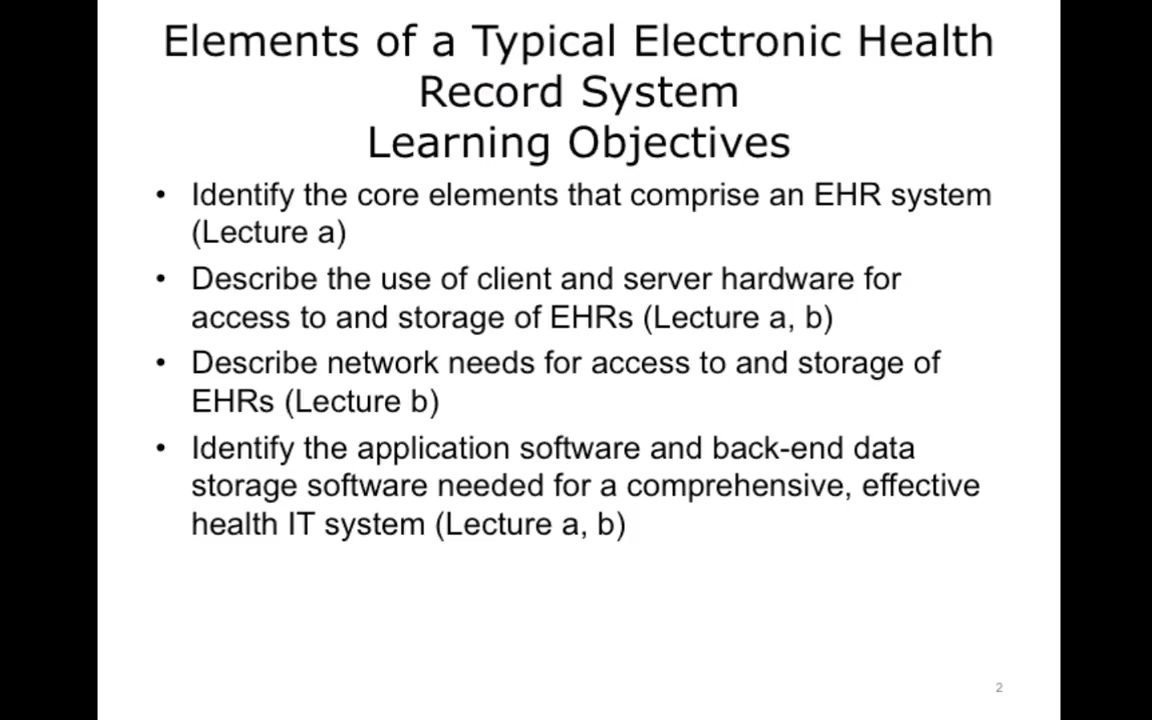 Elements of a Typical Electronic Health
Record System
Learning Objectives
• Identify the core elements that comprise an EHR system
(Lecture a)
• Describe the use of client and server hardware for
access to and storage of EHRs (Lecture a, b)
• Describe network needs for access to and storage of
EHRs (Lecture b)
• Identify the application software and back-end data
storage software needed for a comprehensive, effective
health IT system (Lecture a, b)
2